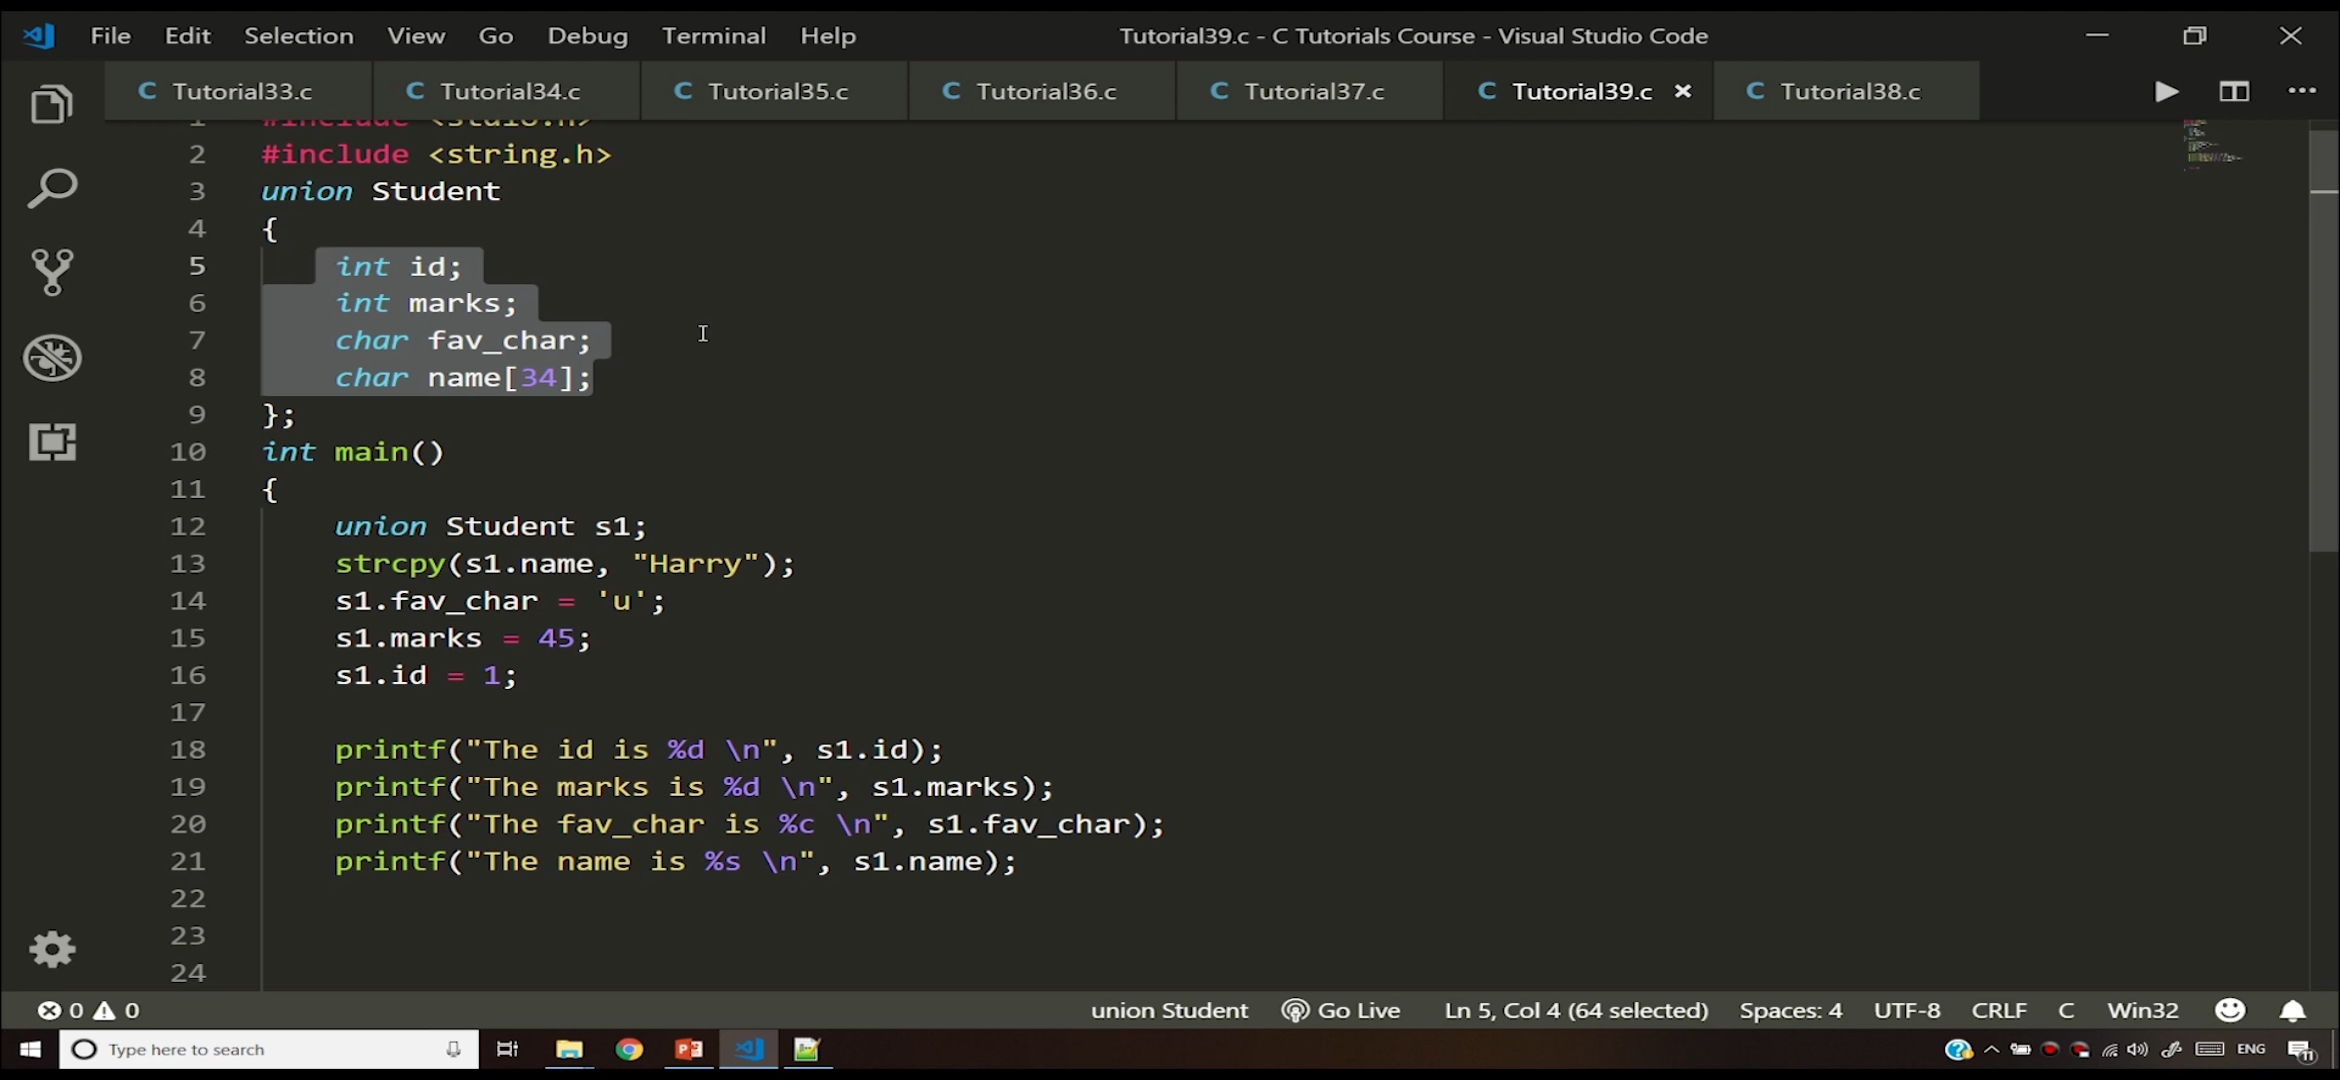 File Edit Selection View Go Debug Terminal Help Tutorial39.c - C Tutorials Course - Visual Studio Code
C Tutorial33.c C Tutorial34.c C Tutorial35.c C Tutorial36.c C Tutorial37.c C Tutorial39.c C Tutorial38.c
1 #include <stdio.h>
2 #include <string.h>
3 union Student
4 {
5 int id;
6 int marks;
7 char fav_char;
8 char name[34];
9 };
10 int main()
11 {
12 union Student s1;
13 strcpy(s1.name, "Harry");
14 s1.fav_char = 'u';
15 s1.marks = 45;
16 s1.id = 1;
17
18 printf("The id is %d \n", s1.id);
19 printf("The marks is %d \n", s1.marks);
20 printf("The fav_char is %c \n", s1.fav_char);
21 printf("The name is %s \n", s1.name);
22
23
24
0 0 union Student Go Live Ln 5, Col 4 (64 selected) Spaces: 4 UTF-8 CRLF C Win32
Type here to search ENG 11